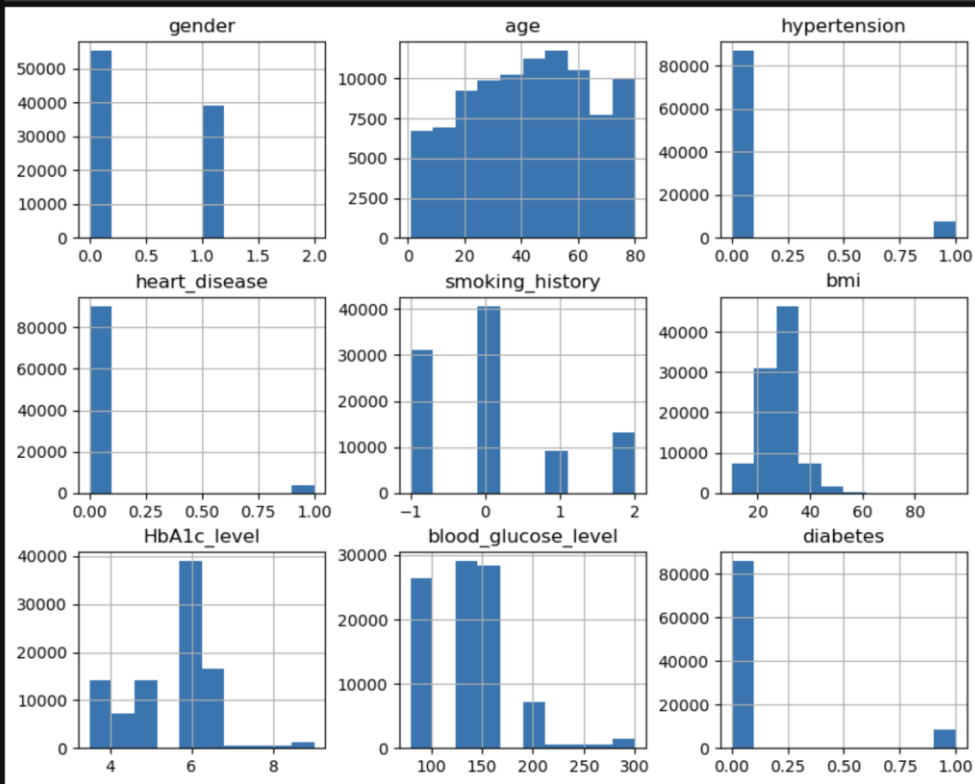 gender age hypertension
50000 10000 80000
40000 7500 60000
30000 5000 40000
20000 2500 20000
10000
0 0 0
0.0 0.5 1.0 1.5 2.0 0 20 40 60 80 0.00 0.25 0.50 0.75 1.00
heart_disease smoking_history bmi
80000 40000 40000
60000 30000 30000
40000 20000 20000
20000 10000 10000
0 0 0
0.00 0.25 0.50 0.75 1.00 −1 0 1 2 20 40 60 80
HbA1c_level blood_glucose_level diabetes
40000 30000 80000
30000 20000 60000
20000 10000 40000
10000 20000
0 0 0
4 6 8 100 150 200 250 300 0.00 0.25 0.50 0.75 1.00